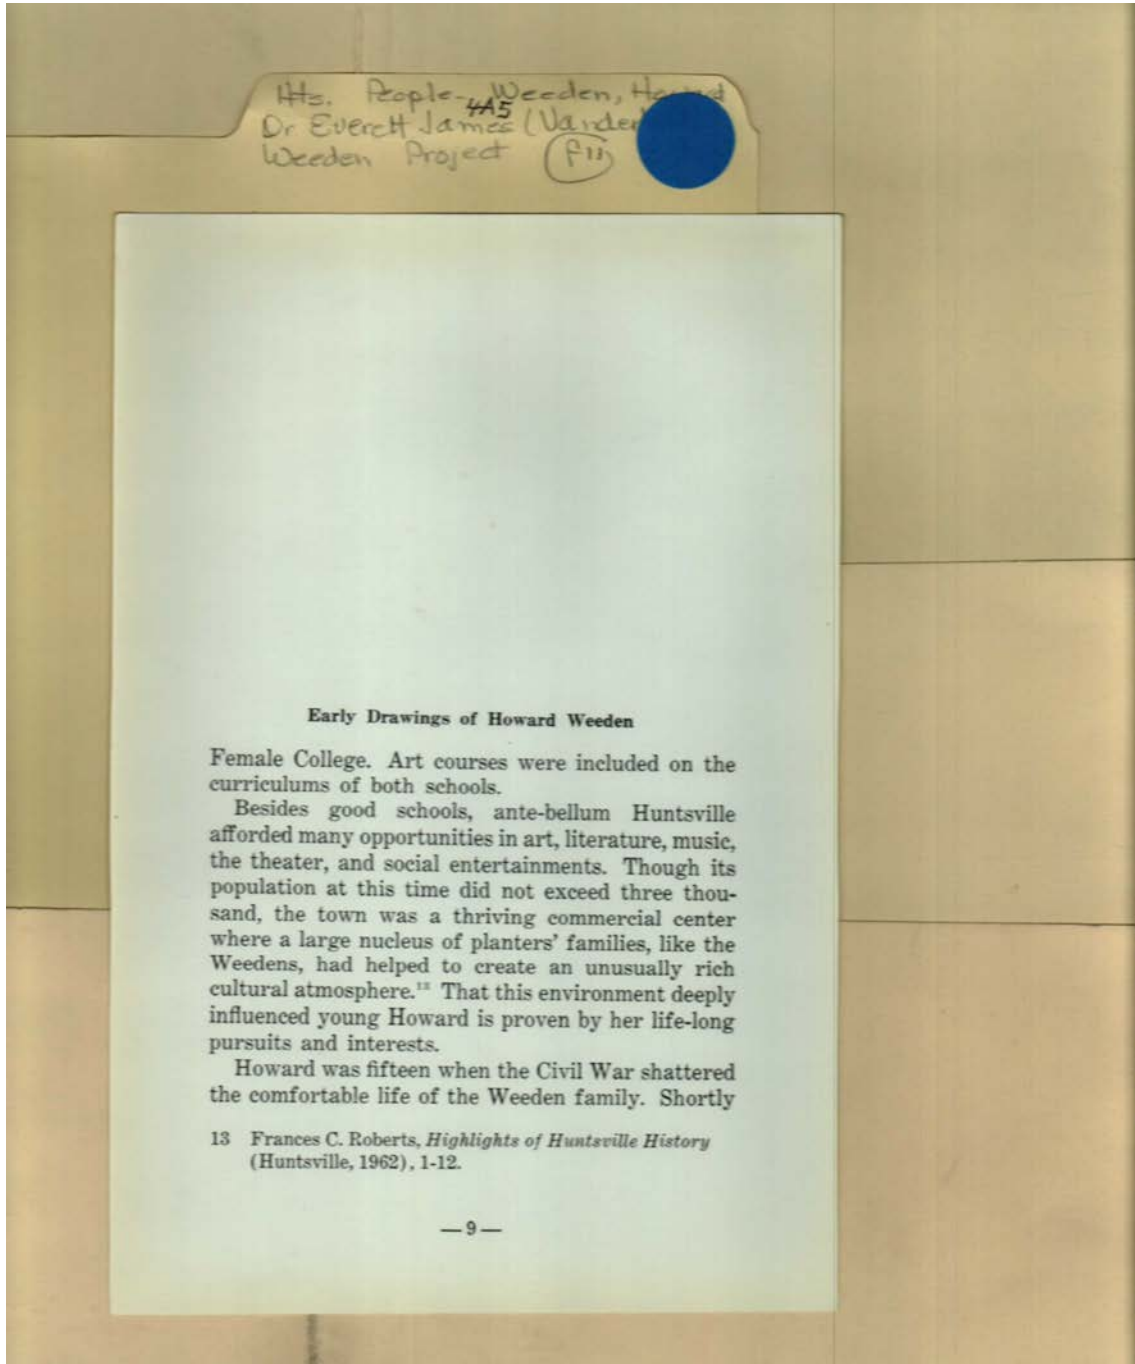 Hts. People- Weeden, Howard
4A5
Dr Everett James (Vander
Weeden Project
Early Drawings of Howard Weeden
Female College. Art courses were included on the
curriculums of both schools.
Besides good schools, ante-bellum Huntsville
afforded many opportunities in art, literature, music,
the theater, and social entertainments. Though its
population at this time did not exceed three thou-
sand, the town was a thriving commercial center
where a large nucleus of planters' families, like the
Weedens, had helped to create an unusually rich
cultural atmosphere.¹³ That this environment deeply
influenced young Howard is proven by her life-long
pursuits and interests.
Howard was fifteen when the Civil War shattered
the comfortable life of the Weeden family. Shortly
13 Frances C. Roberts, Highlights of Huntsville History
(Huntsville, 1962), 1-12.
—9—